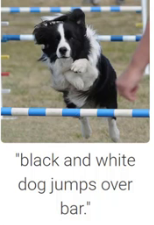 "black and white
dog jumps over
bar."